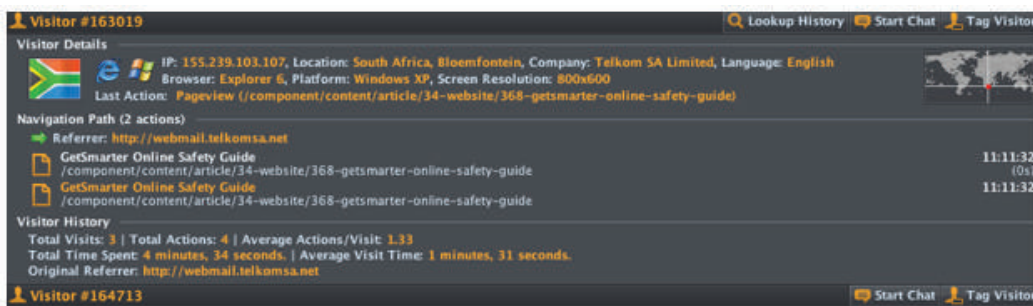 Visitor #163019 Lookup History Start Chat Tag Visitor
Visitor Details
IP: 155.239.103.107, Location: South Africa, Bloemfontein, Company: Telkom SA Limited, Language: English
Browser: Explorer 6, Platform: Windows XP, Screen Resolution: 800x600
Last Action: Pageview (/component/content/article/34-website/368-getsmarter-online-safety-guide)
Navigation Path (2 actions)
Referrer: http://webmail.telkomsa.net
GetSmarter Online Safety Guide 11:11:32
/component/content/article/34-website/368-getsmarter-online-safety-guide (0s)
GetSmarter Online Safety Guide 11:11:32
/component/content/article/34-website/368-getsmarter-online-safety-guide
Visitor History
Total Visits: 3 | Total Actions: 4 | Average Actions/Visit: 1.33
Total Time Spent: 4 minutes, 34 seconds. | Average Visit Time: 1 minutes, 31 seconds.
Original Referrer: http://webmail.telkomsa.net
Visitor #164713 Start Chat Tag Visitor